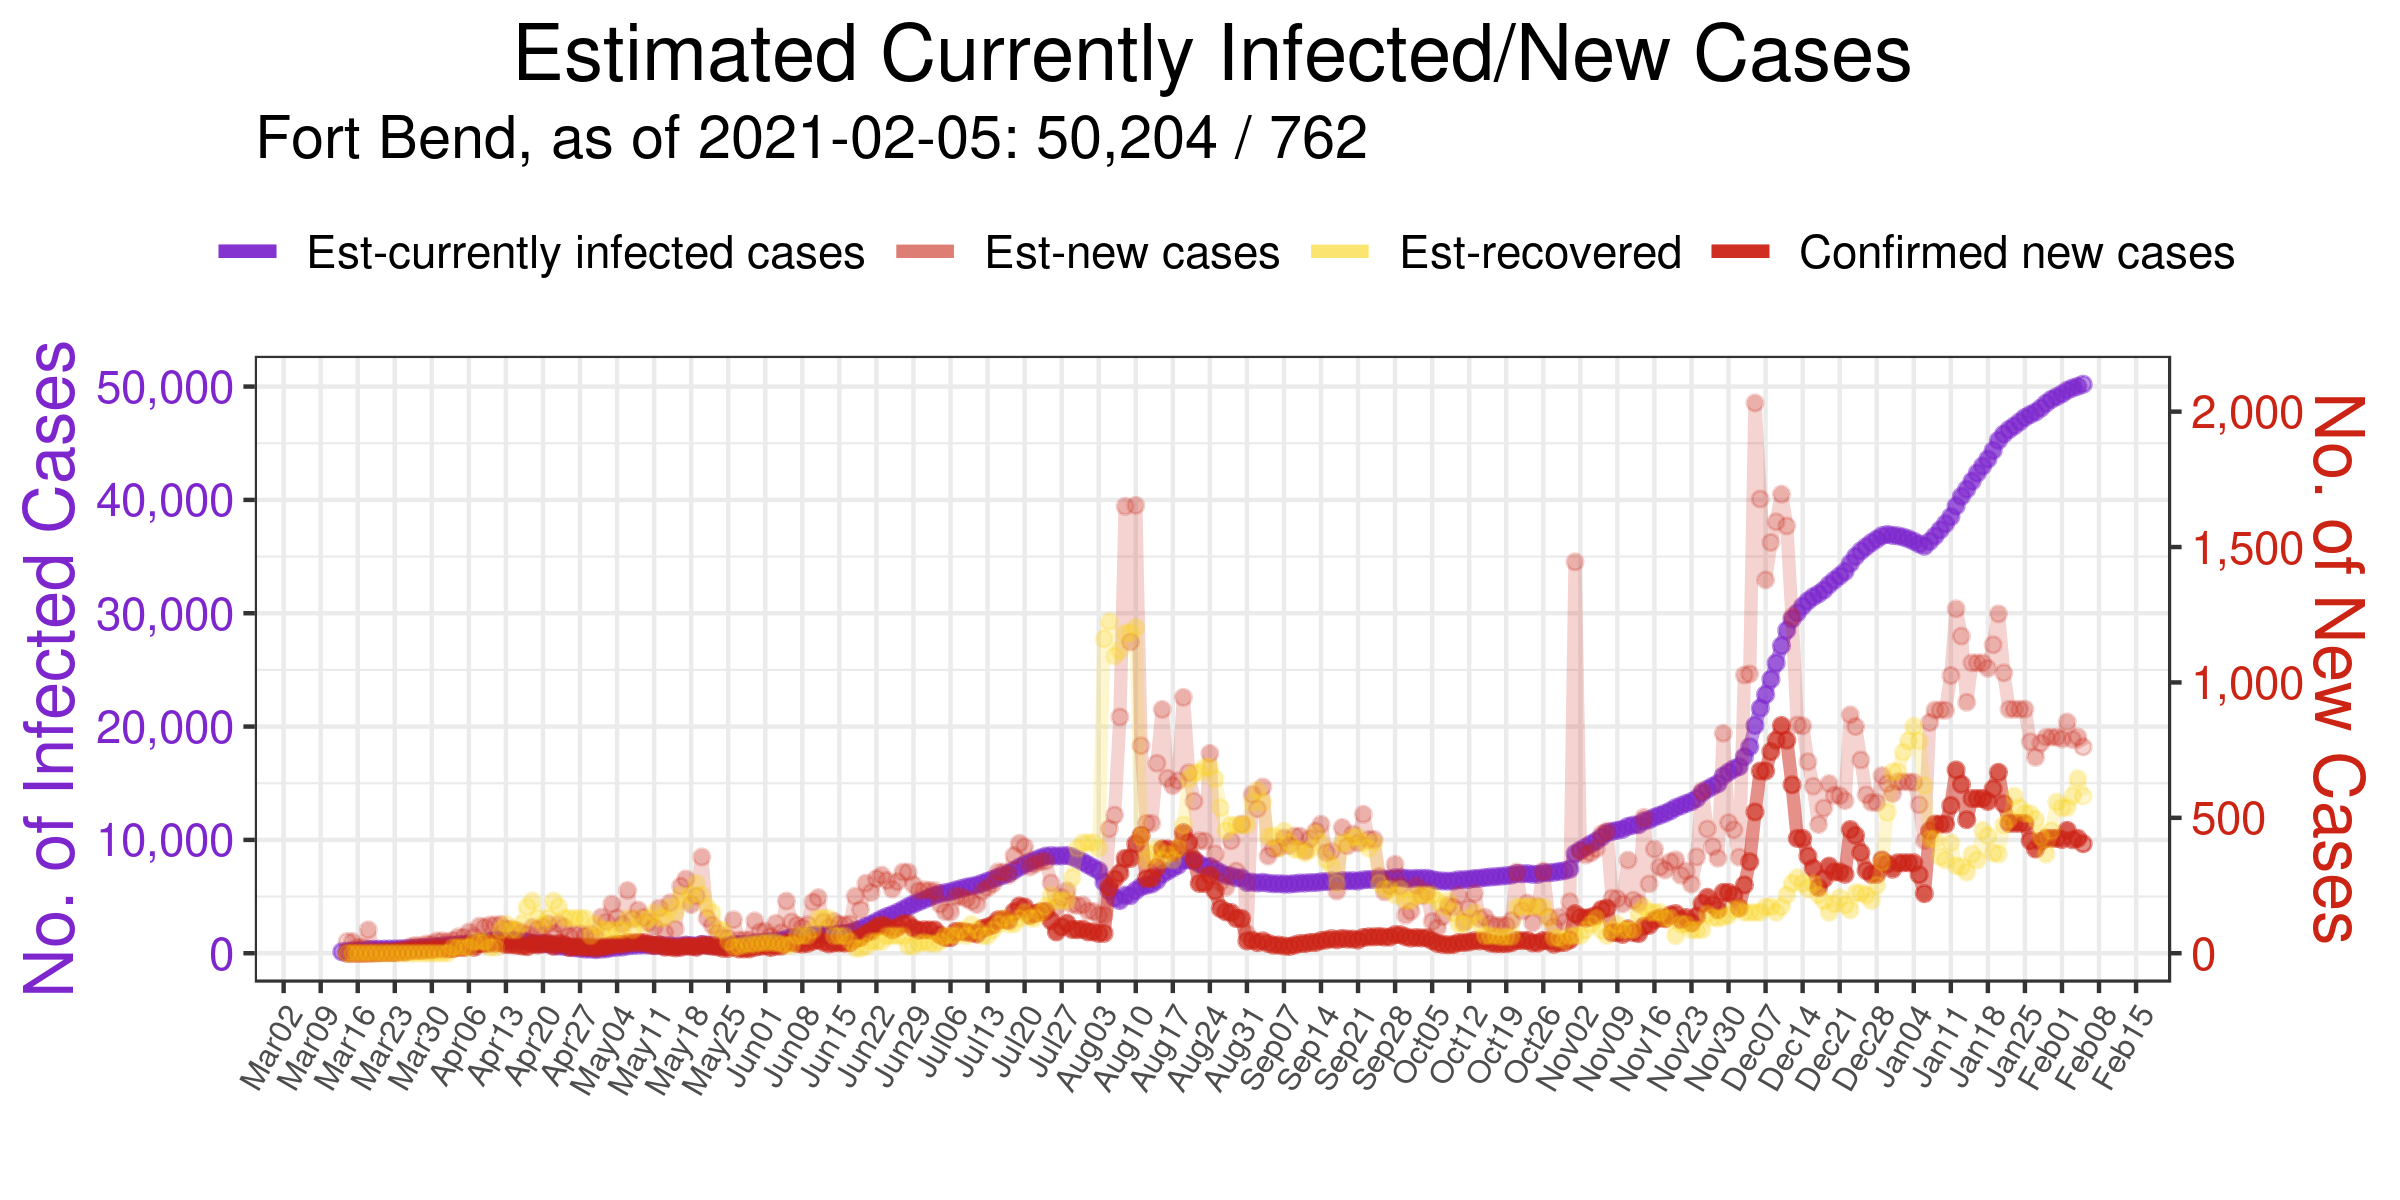 Estimated Currently Infected/New Cases
Fort Bend, as of 2021-02-05: 50,204 / 762
Est-currently infected cases Est-new cases Est-recovered Confirmed new cases
No. of Infected Cases
50,000
40,000
30,000
20,000
10,000
0
2,000
1,500
1,000
500
0
No. of New Cases
Mar02 Mar09 Mar16 Mar23 Mar30 Apr06 Apr13 Apr20 Apr27 May04 May11 May18 May25 Jun01 Jun08 Jun15 Jun22 Jun29 Jul06 Jul13 Jul20 Jul27 Aug03 Aug10 Aug17 Aug24 Aug31 Sep07 Sep14 Sep21 Sep28 Oct05 Oct12 Oct19 Oct26 Nov02 Nov09 Nov16 Nov23 Nov30 Dec07 Dec14 Dec21 Dec28 Jan04 Jan11 Jan18 Jan25 Feb01 Feb08 Feb15